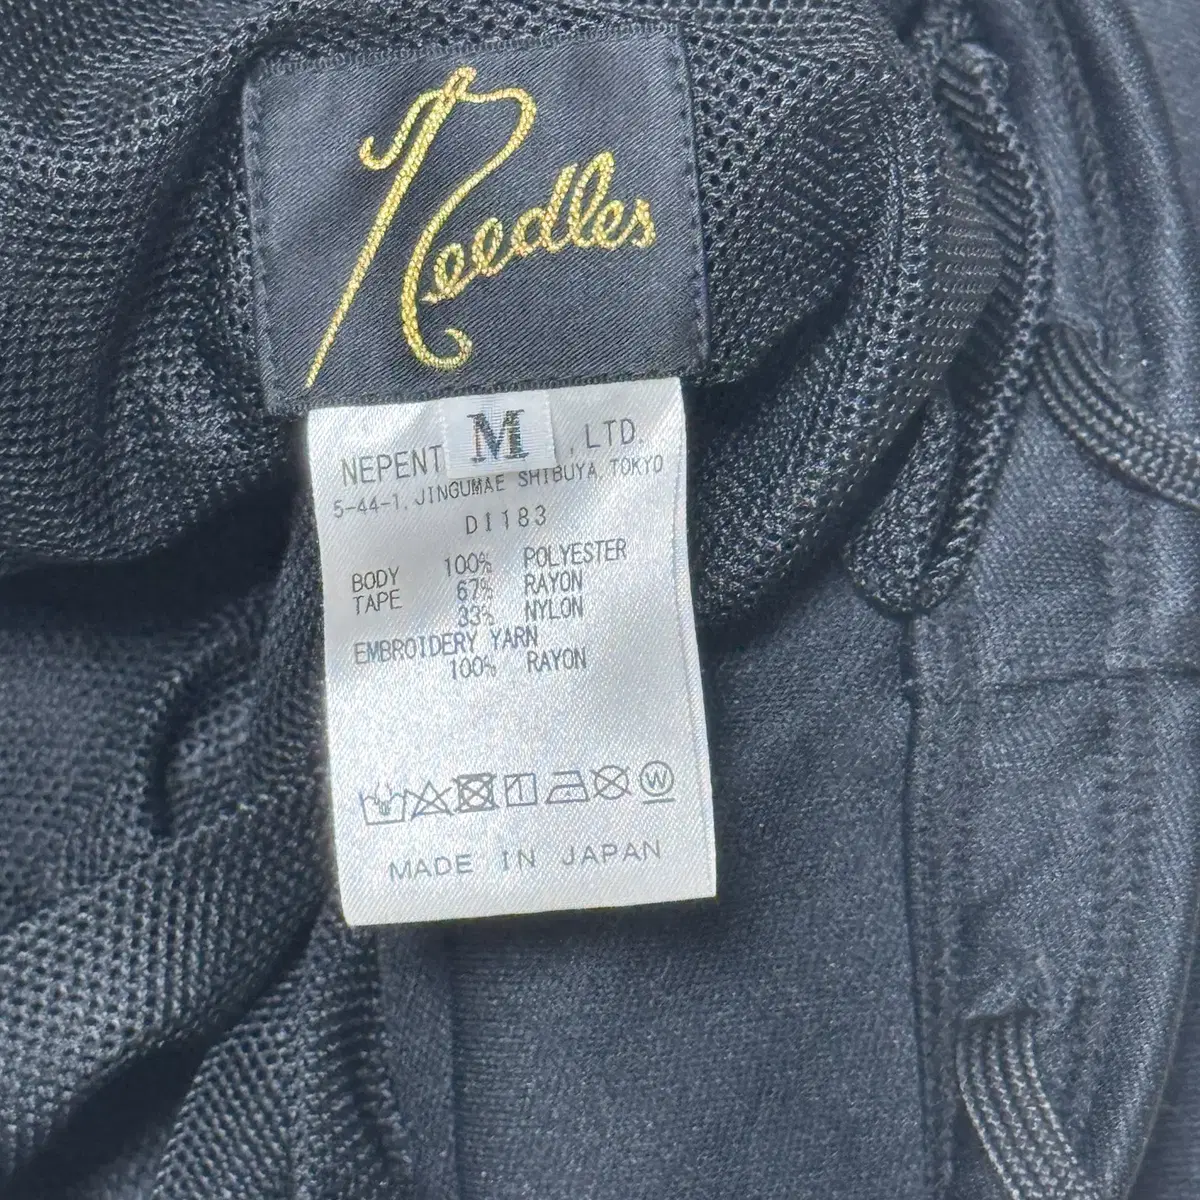 Needles
M
NEPENT , LTD.
5-44-1, JINGUMAE SHIBUYA, TOKYO
DI183
BODY 100% POLYESTER
TAPE 67% RAYON
33% NYLON
EMBROIDERY YARN
100% RAYON
W
MADE IN JAPAN